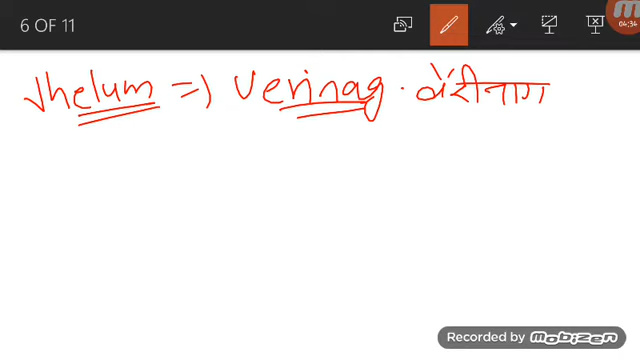 6 OF 11
04:34
Jhelum => Verinag. वेरीनाग
Recorded by mobizen